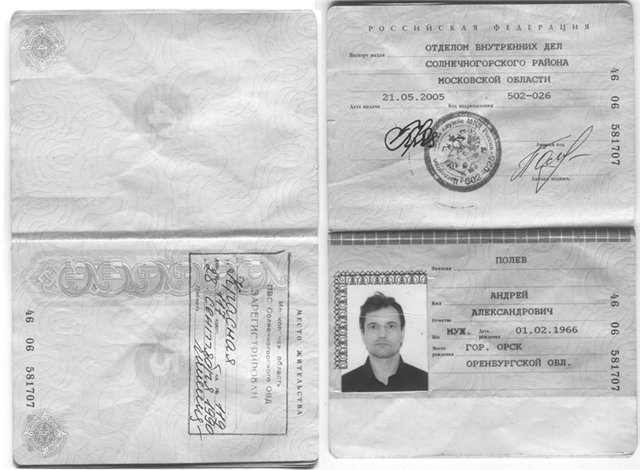 РОССИЙСКАЯ ФЕДЕРАЦИЯ
Паспорт выдан
ОТДЕЛОМ ВНУТРЕННИХ ДЕЛ
СОЛНЕЧНОГОРСКОГО РАЙОНА
МОСКОВСКОЙ ОБЛАСТИ
21.05.2005
502-026
Дата выдачи
Код подразделения
Личный код
Личная подпись
46 06 581707
ПОЛЕВ
Фамилия
АНДРЕЙ
Имя
АЛЕКСАНДРОВИЧ
Отчество
МУЖ.
Дата рождения
01.02.1966
Место рождения
ГОР. ОРСК
ОРЕНБУРГСКОЙ ОБЛ.
46 06 581707
46 06 581707
МЕСТО ЖИТЕЛЬСТВА
Московская область
ПВС Солнечногорского ОВД
ЗАРЕГИСТРИРОВАН
Красная